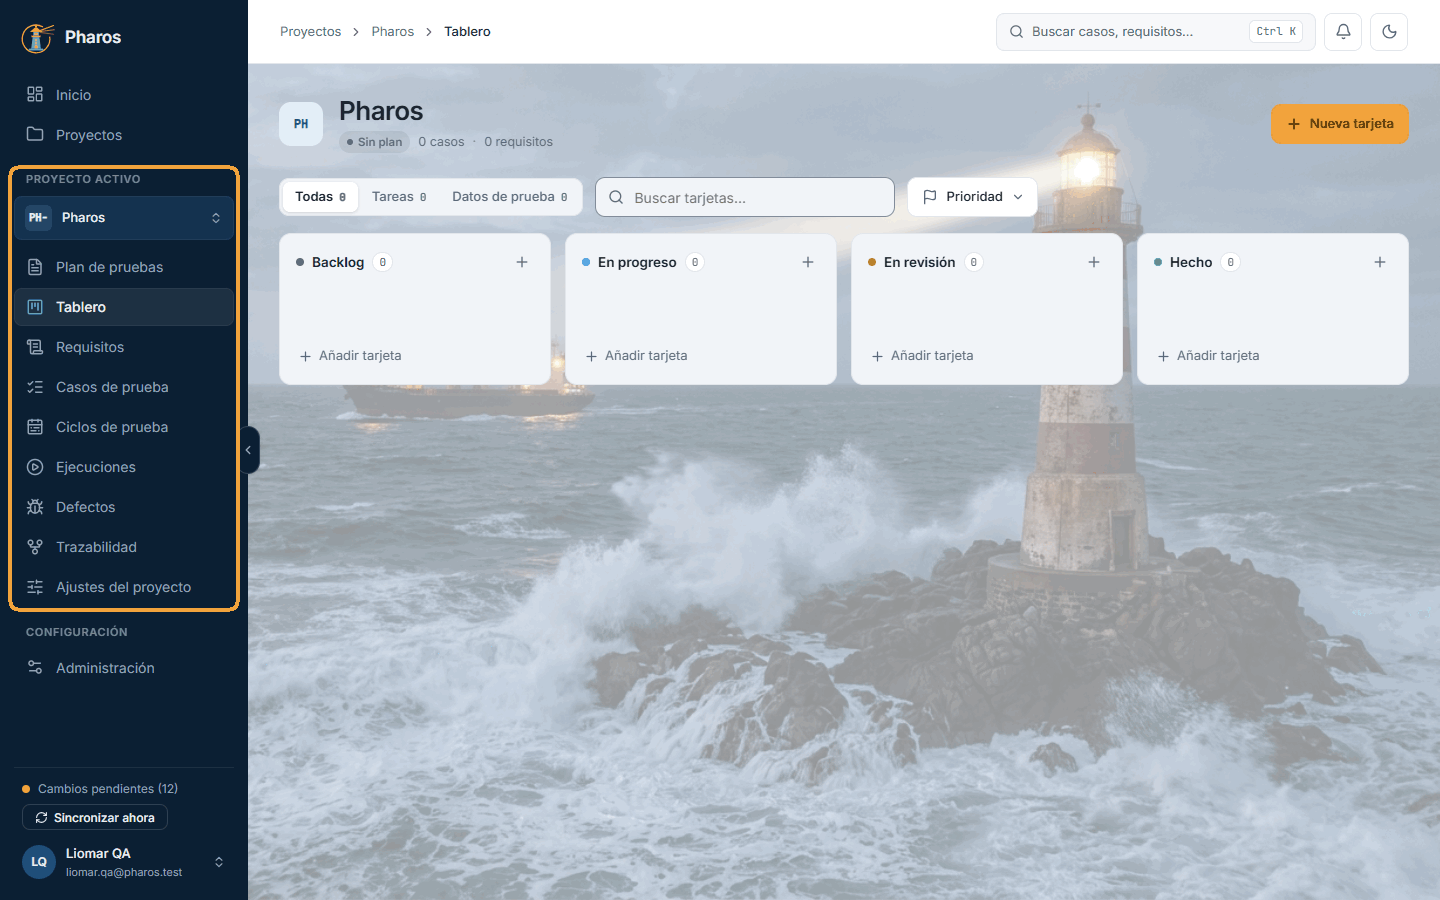 Pharos
Inicio
Proyectos
PROYECTO ACTIVO
PH- Pharos
Plan de pruebas
Tablero
Requisitos
Casos de prueba
Ciclos de prueba
Ejecuciones
Defectos
Trazabilidad
Ajustes del proyecto
CONFIGURACIÓN
Administración
Cambios pendientes (12)
Sincronizar ahora
LQ
Liomar QA
liomar.qa@pharos.test
Proyectos > Pharos > Tablero
Buscar casos, requisitos... Ctrl K
PH
Pharos
Sin plan 0 casos · 0 requisitos
Nueva tarjeta
Todas 0 Tareas 0 Datos de prueba 0
Buscar tarjetas...
Prioridad
Backlog 0
Añadir tarjeta
En progreso 0
Añadir tarjeta
En revisión 0
Añadir tarjeta
Hecho 0
Añadir tarjeta